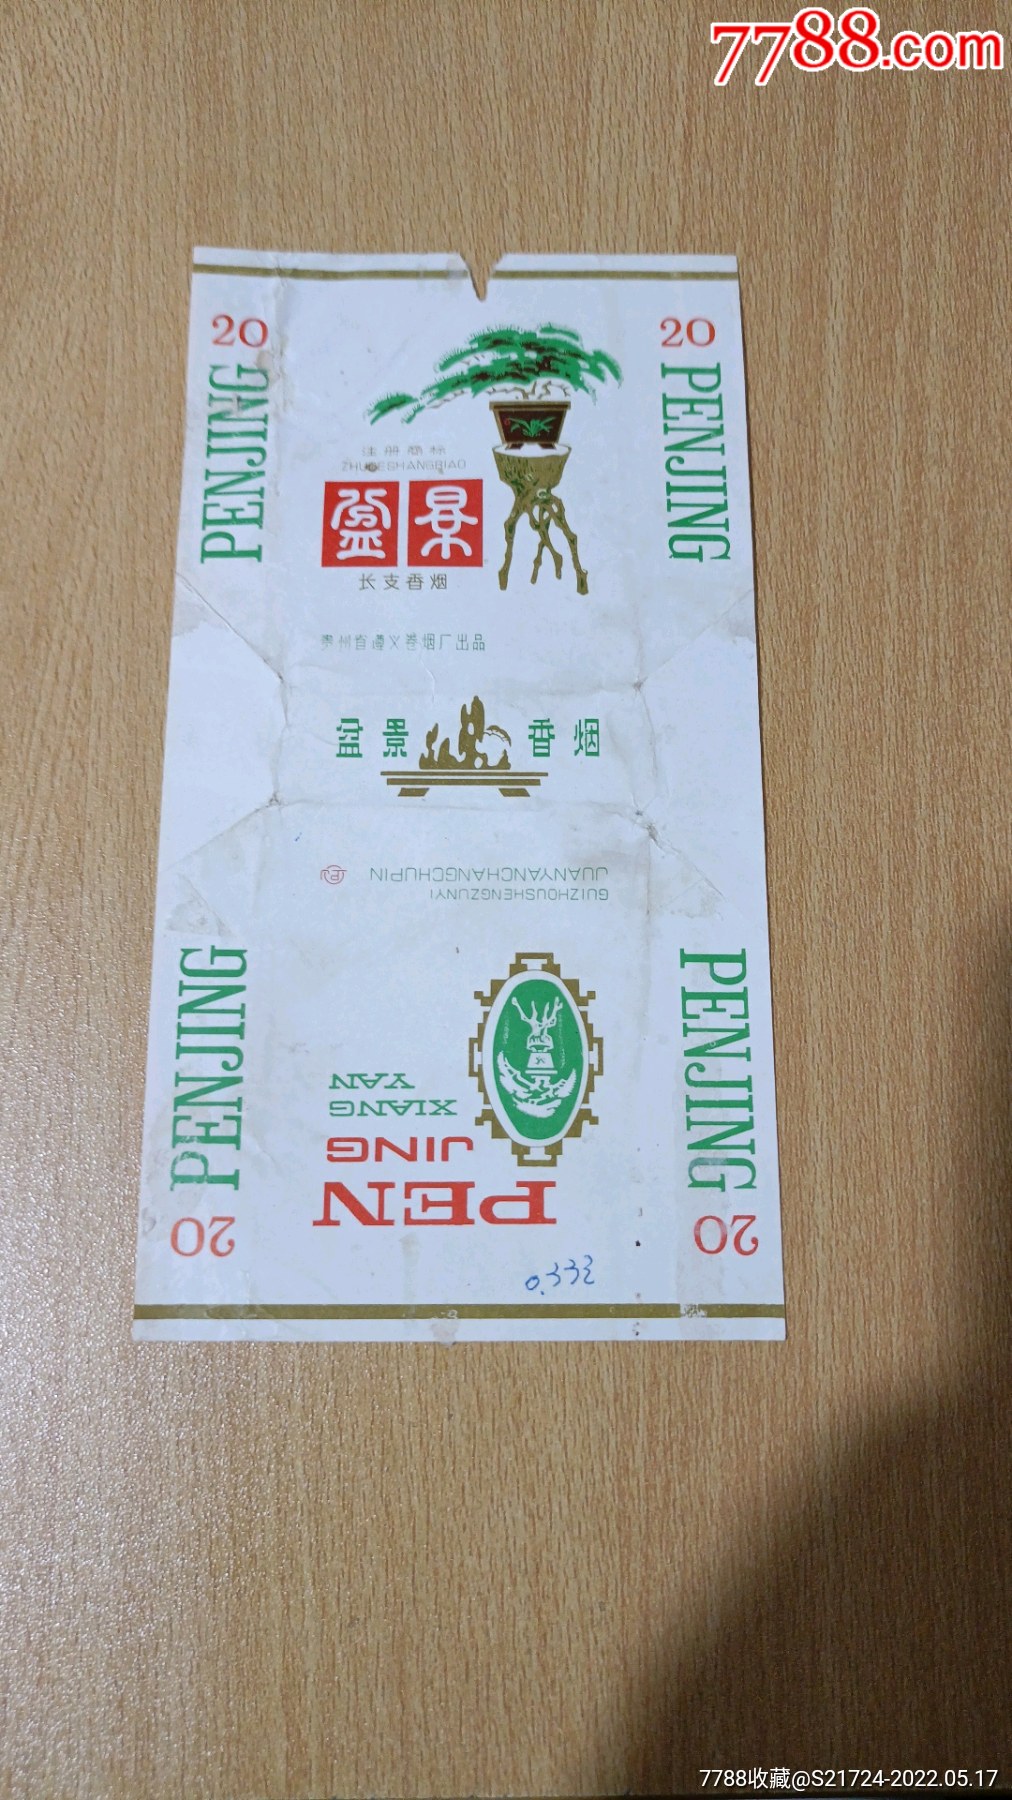 7788.com
20
20
PENJING
PENJING
注册商标
ZHUCESHANGBIAO
盆景
长支香烟
贵州省遵义卷烟厂出品
盆景 香烟
GUIZHOUSHENGZUNYI
JUANYANCHANGCHUPIN
PENJING
PENJING
PEN
JING
XIANG
YAN
20
20
0.33
7788收藏@S21724-2022.05.17